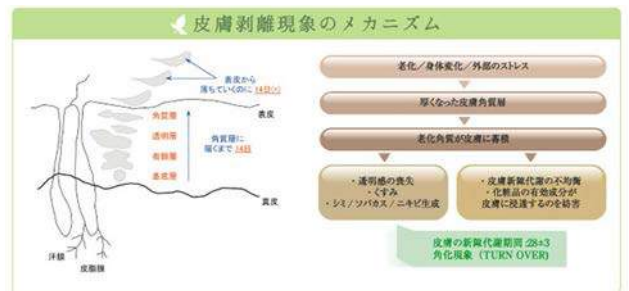 皮膚剥離現象のメカニズム
表皮から
落ちていくのに 14日
角質層
透明層
有棘層
基底層
角質層に
届くまで 14日
表皮
真皮
汗腺
皮脂腺
老化／身体変化／外部のストレス
厚くなった皮膚角質層
老化角質が皮膚に蓄積
・透明感の喪失
・くすみ
・シミ／ソバカス／ニキビ生成
・皮膚新陳代謝の不均衡
・化粧品の有効成分が
皮膚に浸透するのを妨害
皮膚の新陳代謝期間 :28±3
角化現象（TURN OVER）